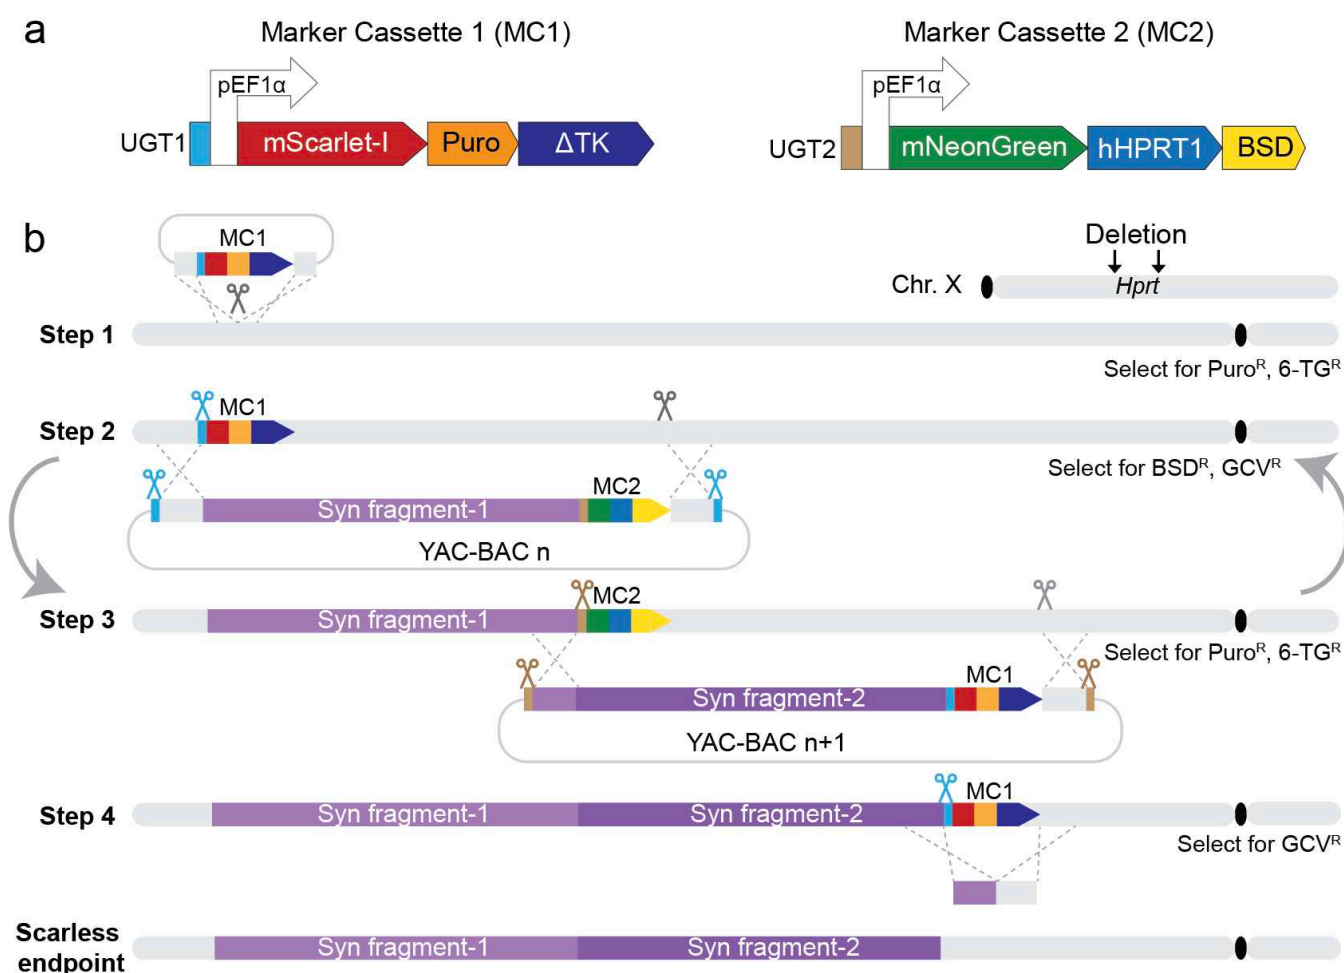 a
Marker Cassette 1 (MC1)
Marker Cassette 2 (MC2)
pEF1α
pEF1α
UGT1
mScarlet-I
Puro
ΔTK
UGT2
mNeonGreen
hHPRT1
BSD
b
MC1
Deletion
Chr. X
Hprt
Step 1
Select for Puroᴿ, 6-TGᴿ
MC1
Step 2
Select for BSDᴿ, GCVᴿ
Syn fragment-1
MC2
YAC-BAC n
MC2
Step 3
Syn fragment-1
Select for Puroᴿ, 6-TGᴿ
MC1
Syn fragment-2
YAC-BAC n+1
MC1
Step 4
Syn fragment-1
Syn fragment-2
Select for GCVᴿ
Scarless
endpoint
Syn fragment-1
Syn fragment-2